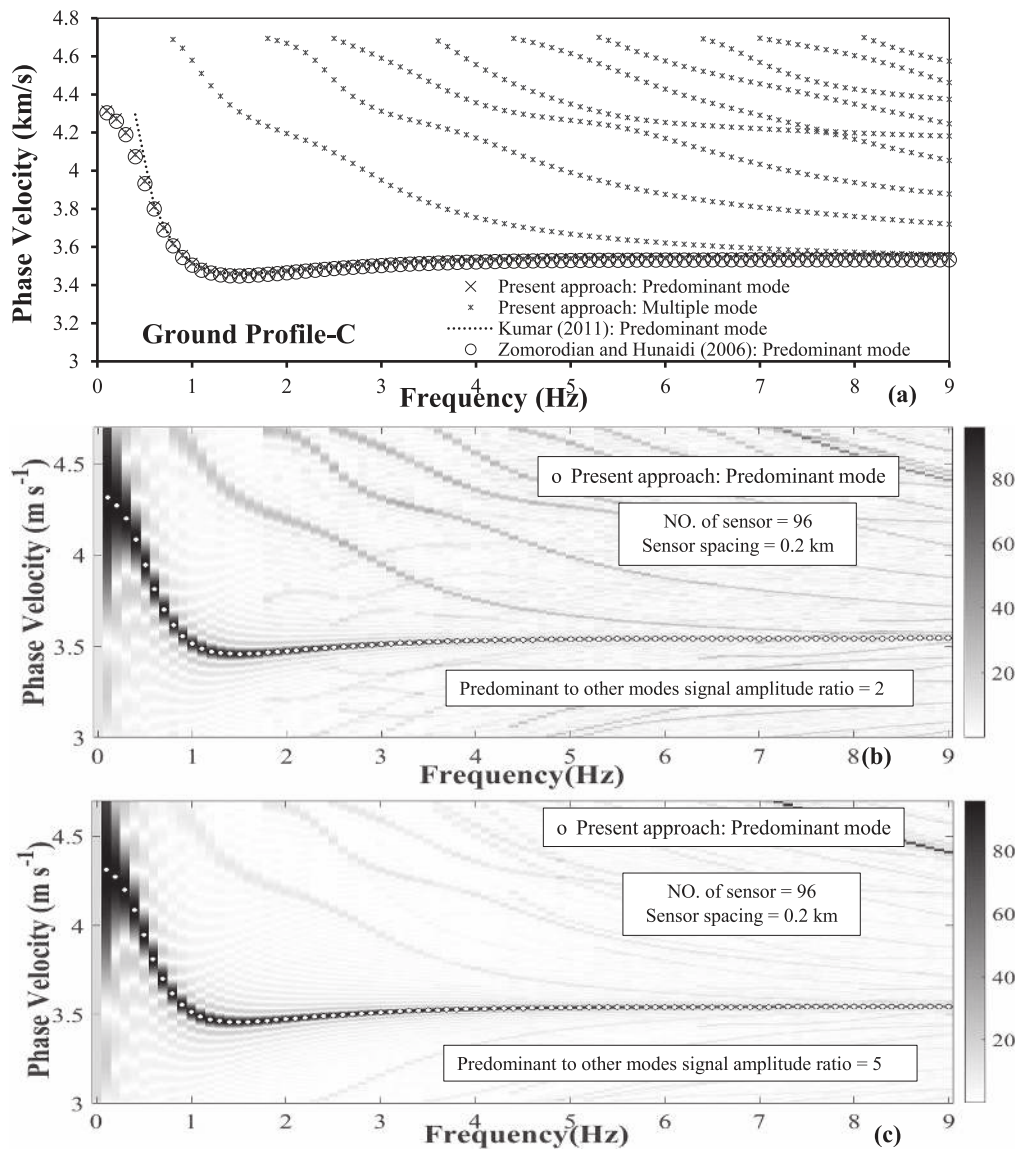 4.8
4.6
4.4
4.2
4
3.8
3.6
3.4
3.2
3
Phase Velocity (km/s)
× Present approach: Predominant mode
Present approach: Multiple mode
Kumar (2011): Predominant mode
Zomorodian and Hunaidi (2006): Predominant mode
Ground Profile-C
0 1 2 3 4 5 6 7 8 9
Frequency (Hz)
(a)
4.5
4
3.5
3
Phase Velocity (m s-1)
o Present approach: Predominant mode
NO. of sensor = 96
Sensor spacing = 0.2 km
Predominant to other modes signal amplitude ratio = 2
80
60
40
20
0 1 2 3 4 5 6 7 8 9
Frequency(Hz)
(b)
4.5
4
3.5
3
Phase Velocity (m s-1)
o Present approach: Predominant mode
NO. of sensor = 96
Sensor spacing = 0.2 km
Predominant to other modes signal amplitude ratio = 5
80
60
40
20
0 1 2 3 4 5 6 7 8 9
Frequency(Hz)
(c)